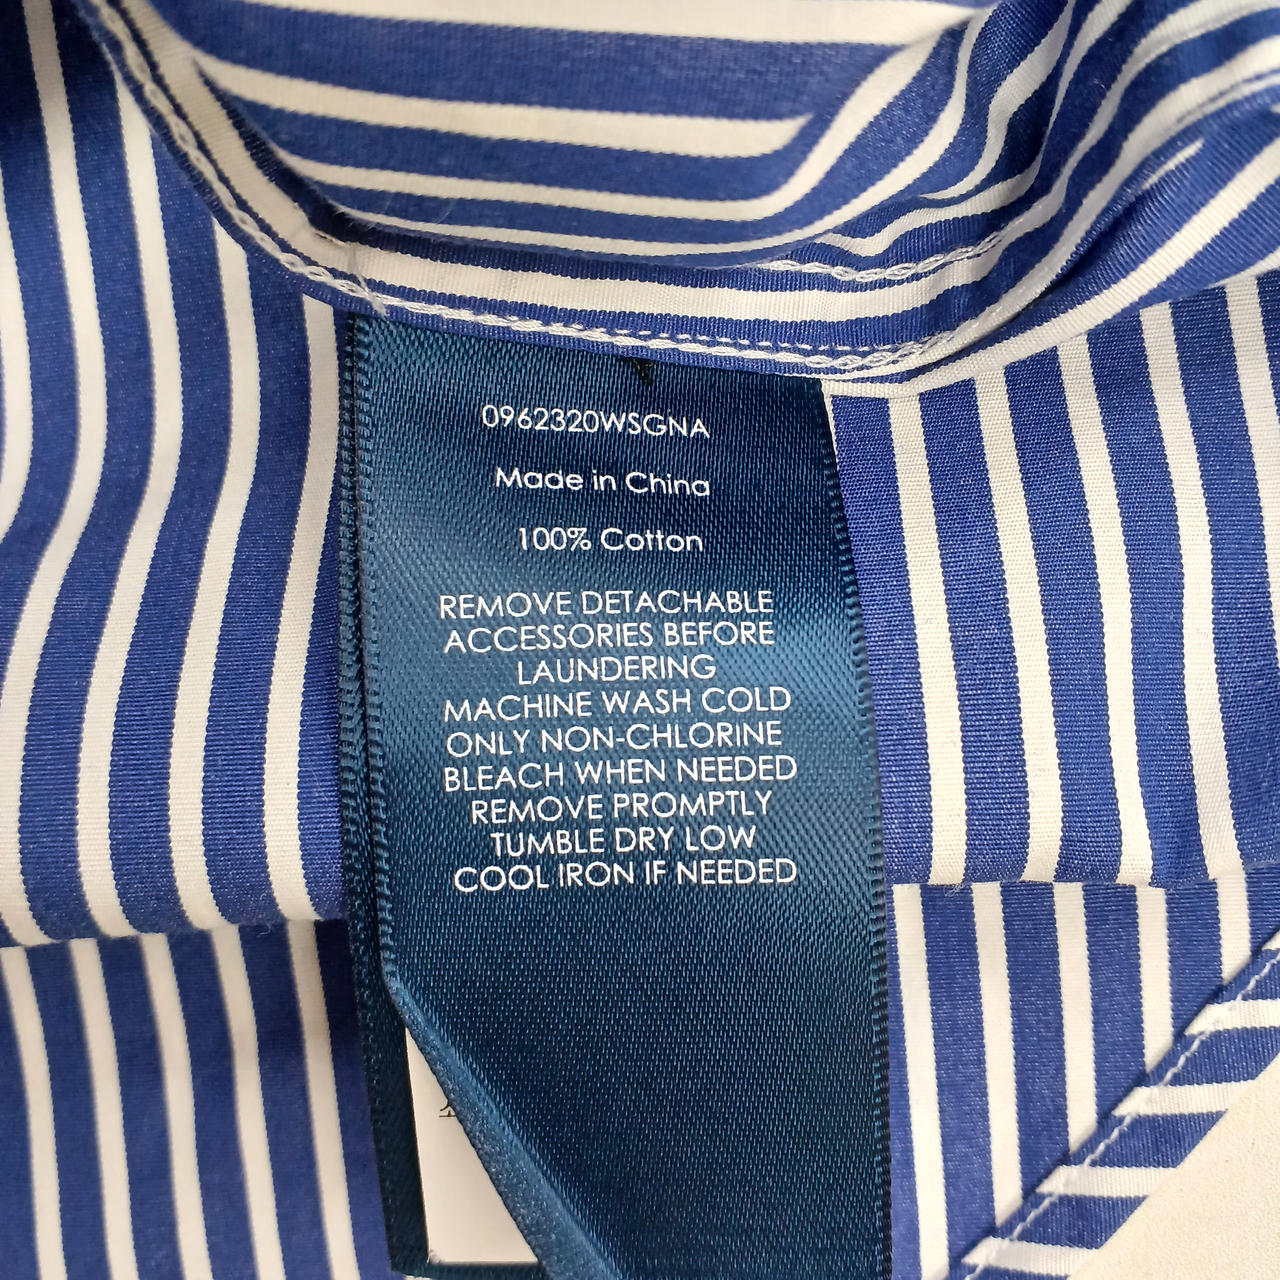 0962320WSGNA
Made in China
100% Cotton
REMOVE DETACHABLE
ACCESSORIES BEFORE
LAUNDERING
MACHINE WASH COLD
ONLY NON-CHLORINE
BLEACH WHEN NEEDED
REMOVE PROMPTLY
TUMBLE DRY LOW
COOL IRON IF NEEDED